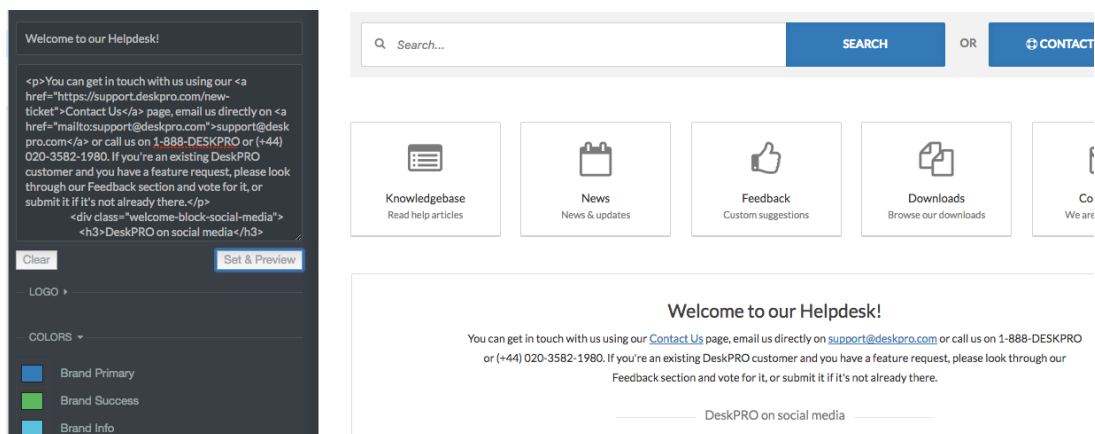 Welcome to our Helpdesk!
<p>You can get in touch with us using our <a
href="https://support.deskpro.com/new-
ticket">Contact Us</a> page, email us directly on <a
href="mailto:support@deskpro.com">support@desk
pro.com</a> or call us on 1-888-DESKPRO or (+44)
020-3582-1980. If you're an existing DeskPRO
customer and you have a feature request, please look
through our Feedback section and vote for it, or
submit it if it's not already there.</p>
<div class="welcome-block-social-media">
<h3>DeskPRO on social media</h3>
Clear
Set & Preview
LOGO
COLORS
Brand Primary
Brand Success
Brand Info
Search...
SEARCH
OR
CONTACT
Knowledgebase
Read help articles
News
News & updates
Feedback
Custom suggestions
Downloads
Browse our downloads
Co
We are
Welcome to our Helpdesk!
You can get in touch with us using our Contact Us page, email us directly on support@deskpro.com or call us on 1-888-DESKPRO
or (+44) 020-3582-1980. If you're an existing DeskPRO customer and you have a feature request, please look through our
Feedback section and vote for it, or submit it if it's not already there.
DeskPRO on social media